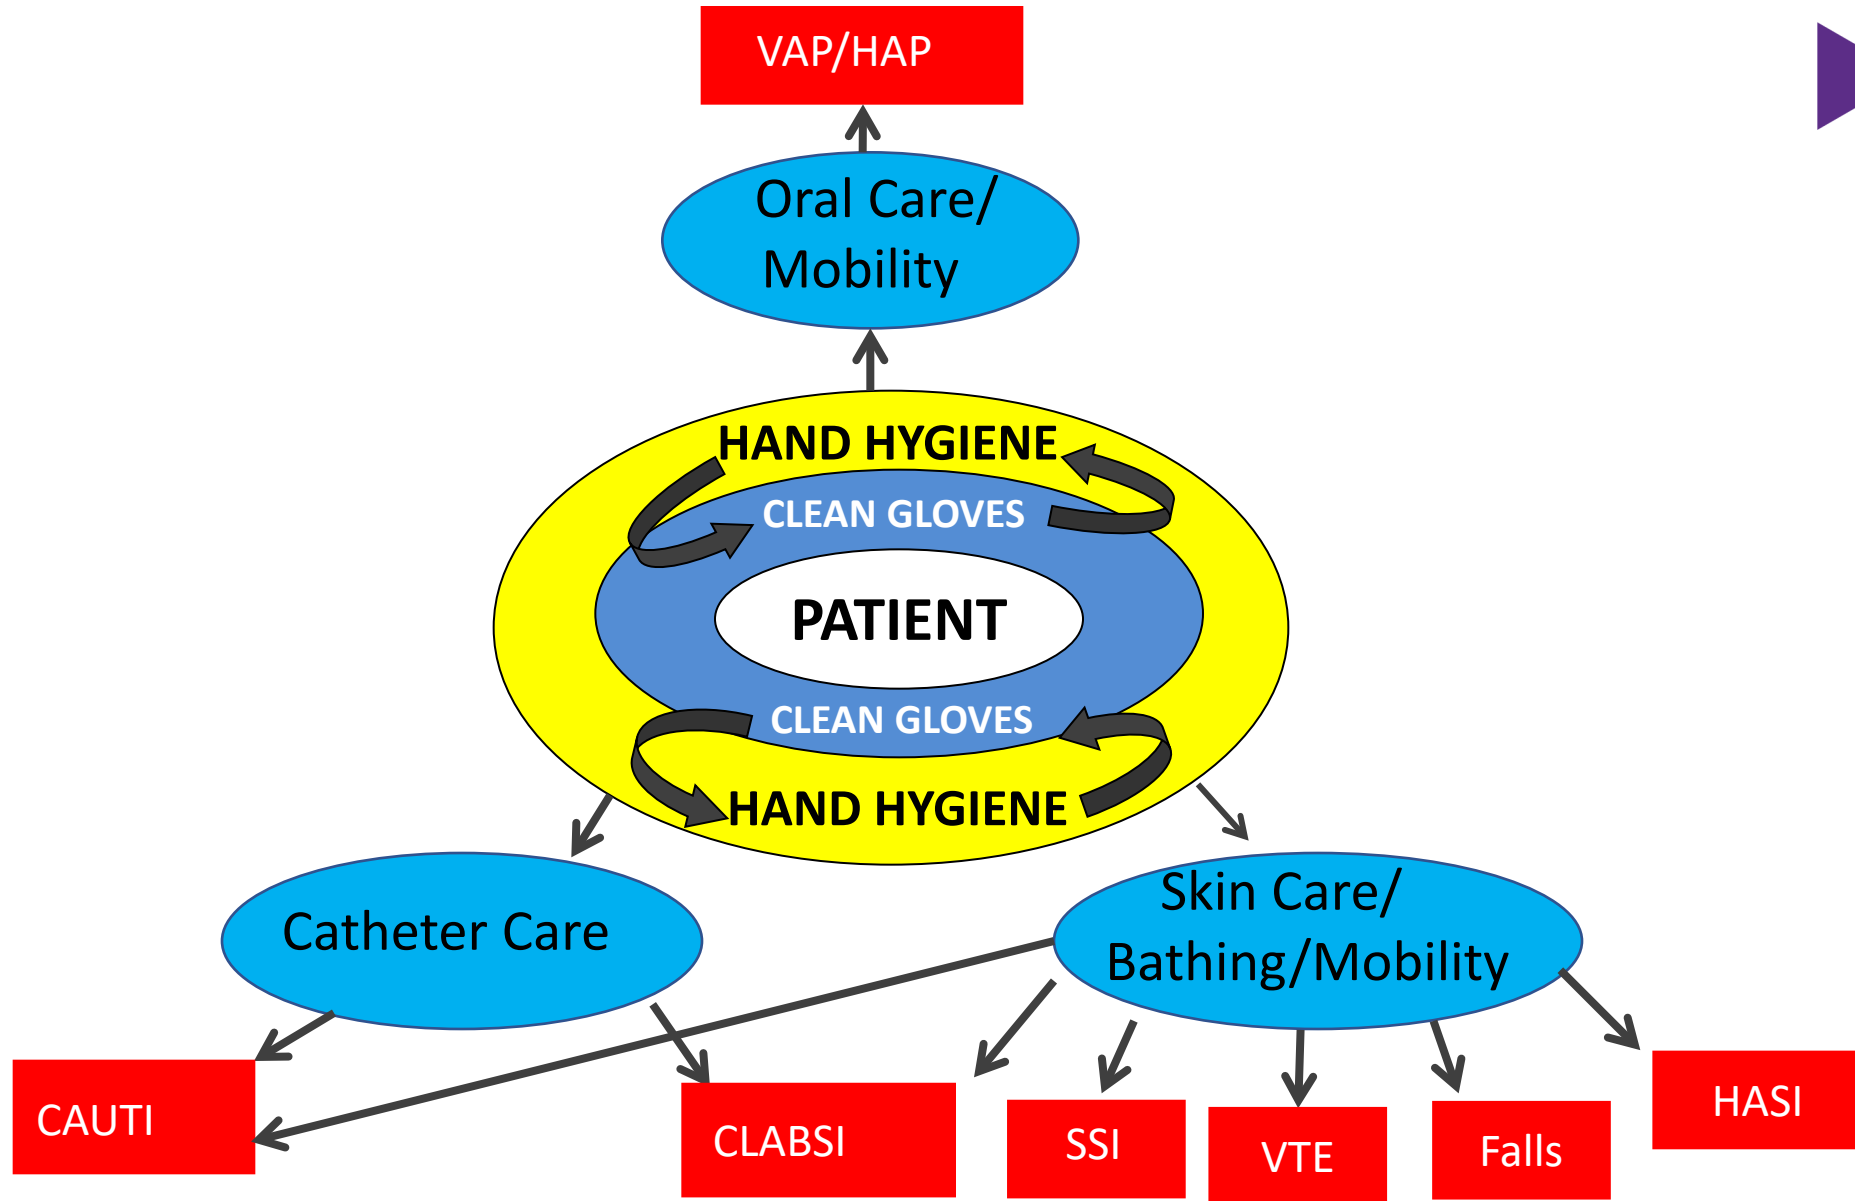 VAP/HAP
Oral Care/
Mobility
HAND HYGIENE
CLEAN GLOVES
PATIENT
CLEAN GLOVES
HAND HYGIENE
Catheter Care
Skin Care/
Bathing/Mobility
CAUTI
CLABSI
SSI
VTE
Falls
HASI